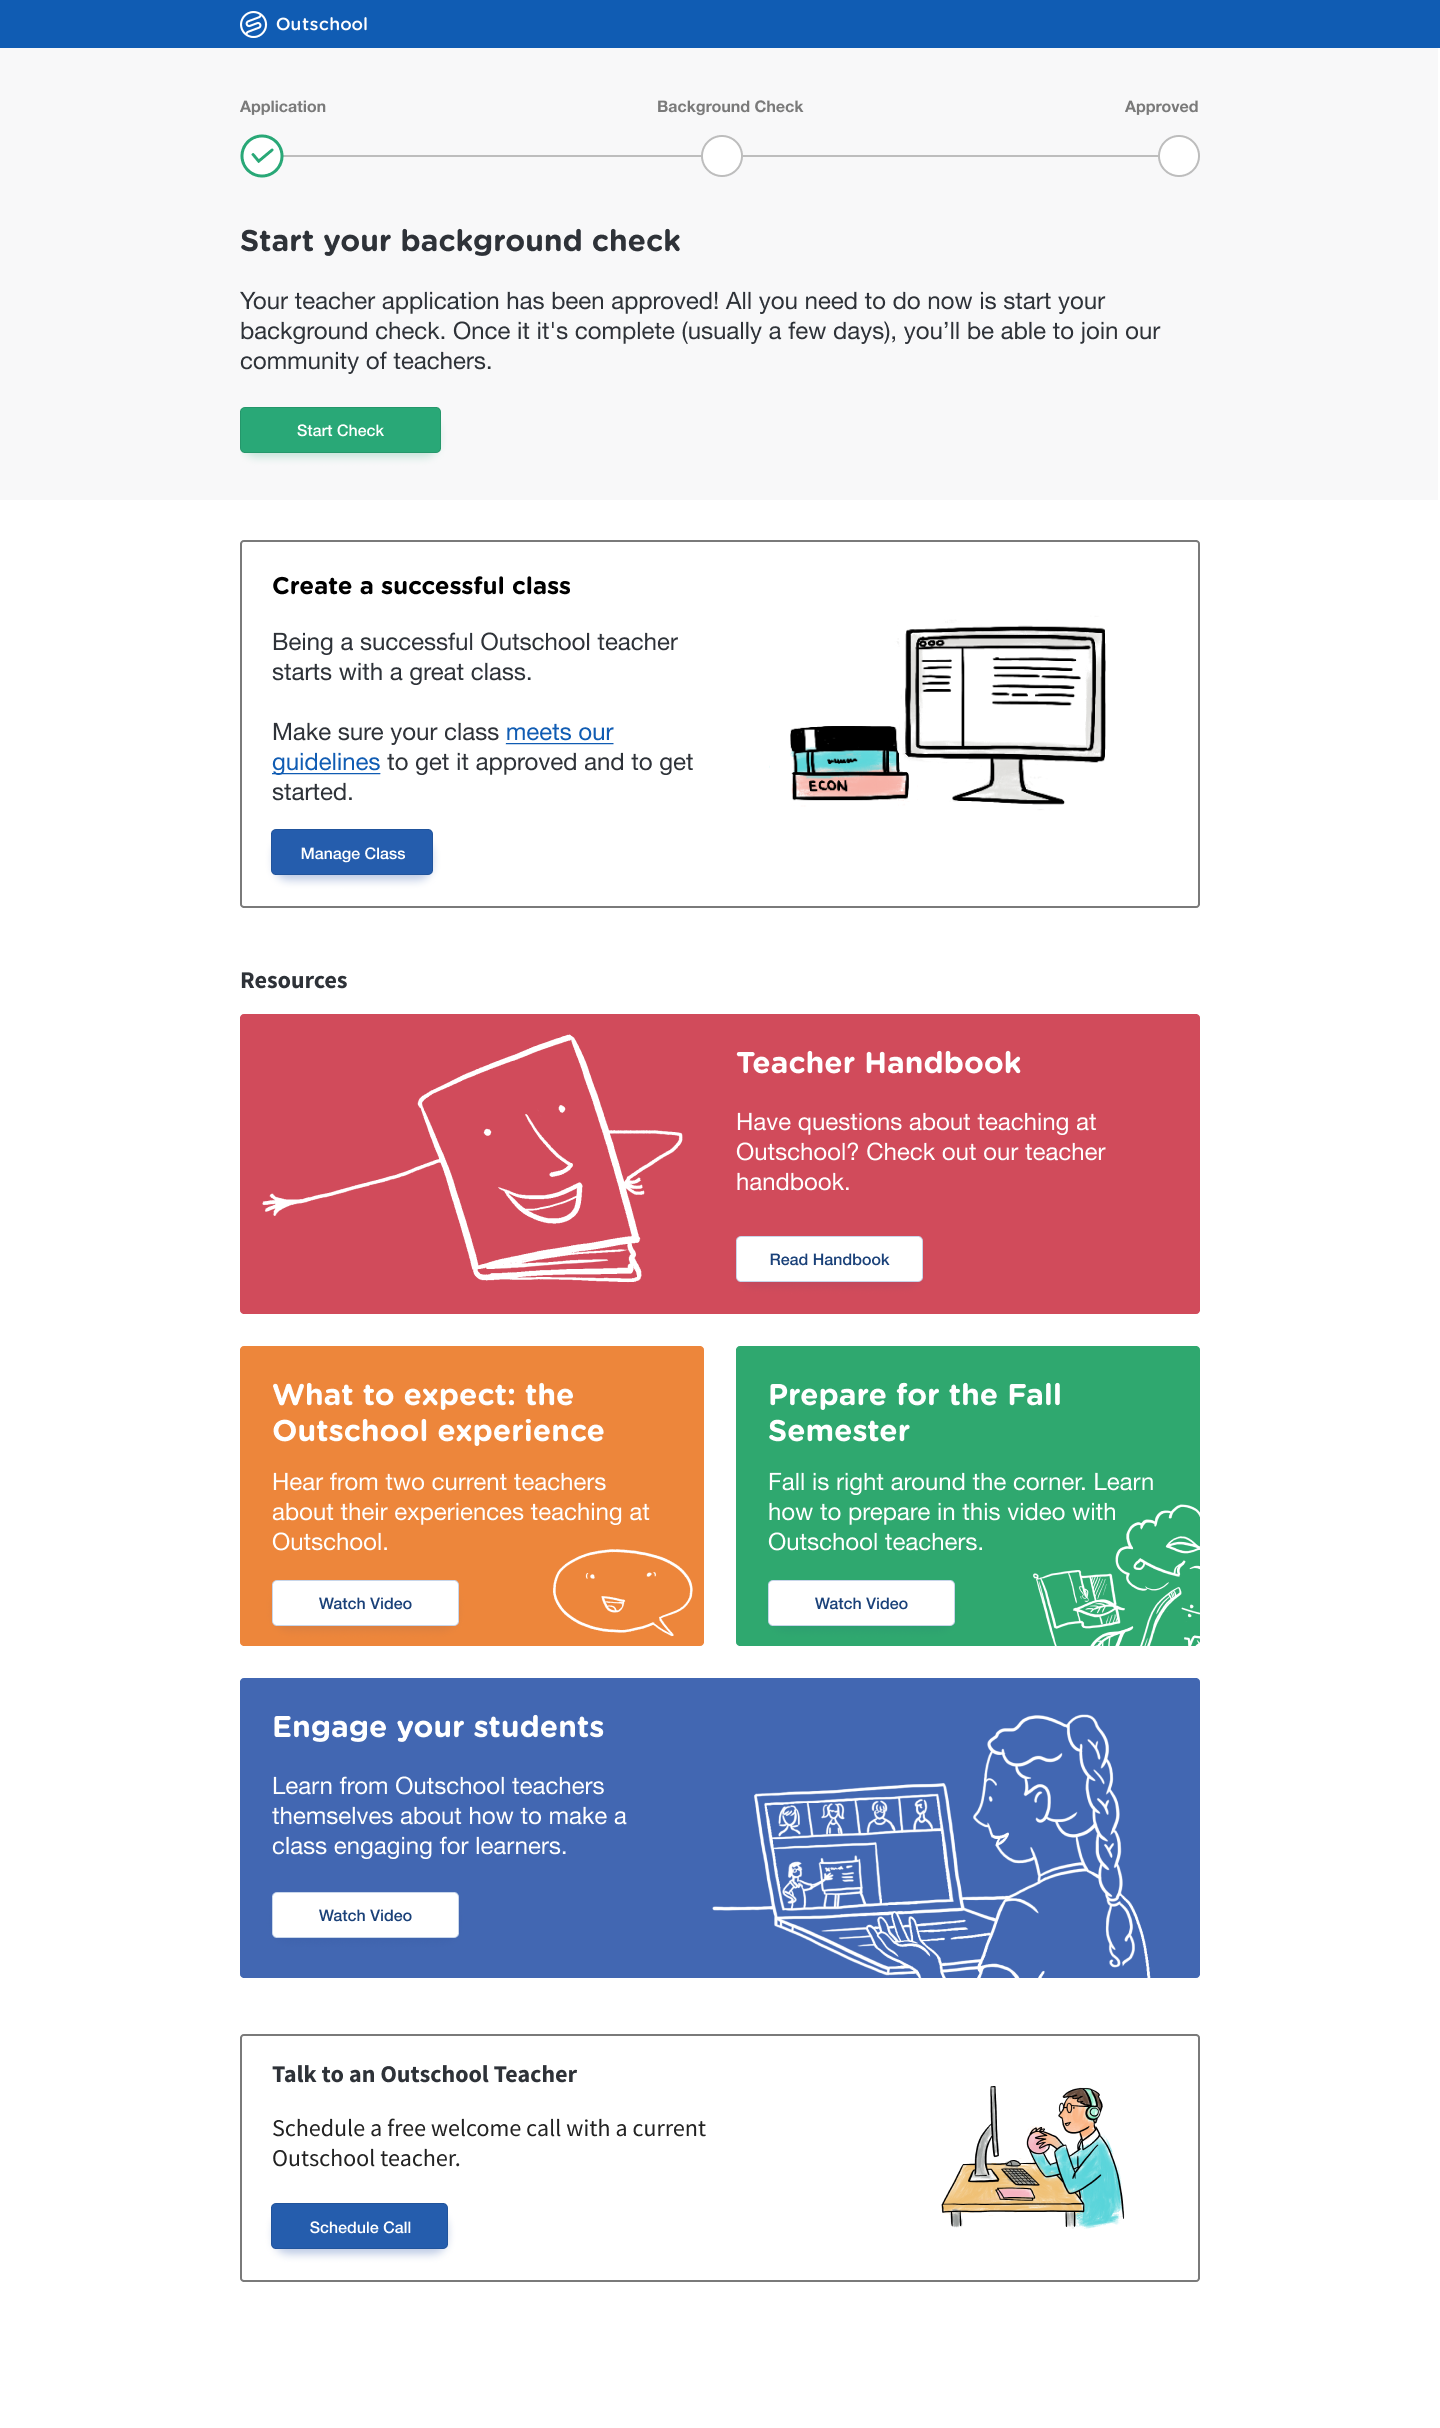 Outschool
Application
Background Check
Approved
Start your background check
Your teacher application has been approved! All you need to do now is start your
background check. Once it it's complete (usually a few days), you’ll be able to join our
community of teachers.
Start Check
Create a successful class
Being a successful Outschool teacher
starts with a great class.
Make sure your class meets our
guidelines to get it approved and to get
started.
ECON
Manage Class
Resources
Teacher Handbook
Have questions about teaching at
Outschool? Check out our teacher
handbook.
Read Handbook
What to expect: the
Outschool experience
Hear from two current teachers
about their experiences teaching at
Outschool.
Watch Video
Prepare for the Fall
Semester
Fall is right around the corner. Learn
how to prepare in this video with
Outschool teachers.
Watch Video
Engage your students
Learn from Outschool teachers
themselves about how to make a
class engaging for learners.
Watch Video
Talk to an Outschool Teacher
Schedule a free welcome call with a current
Outschool teacher.
Schedule Call